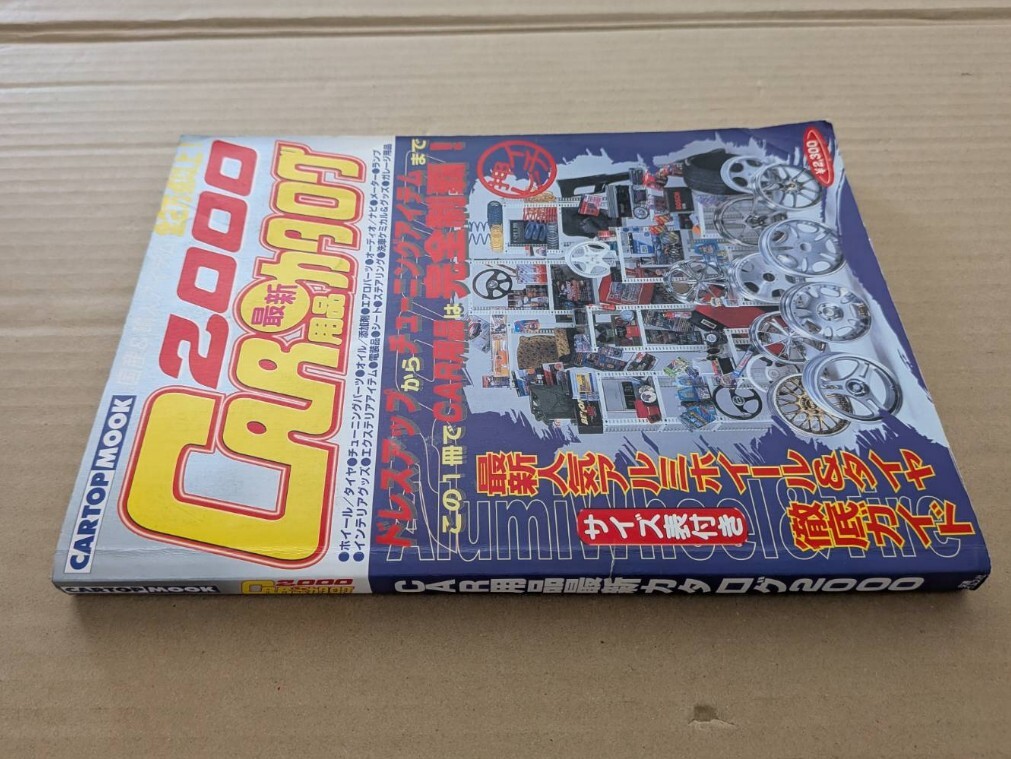 CARTOP MOOK
2000
CAR用品
最新
カタログ
●ホイール/タイヤ●チューニングパーツ●オイル/添加剤●エアロパーツ●オーディオ/ナビ●メーター●ランプ
●インテリアグッズ●エクステリアアイテム●電装品●シート●ステアリング●洗車ケミカル&グッズ●ガレージ用品
ドレスアップからチューニングアイテムまで
この1冊でCAR用品は完全制覇!
¥2,300
最新人気アルミホイール&タイヤ
徹底ガイド
サイズ表付き
CARTOP MOOK
2000
CAR用品最新カタログ2000